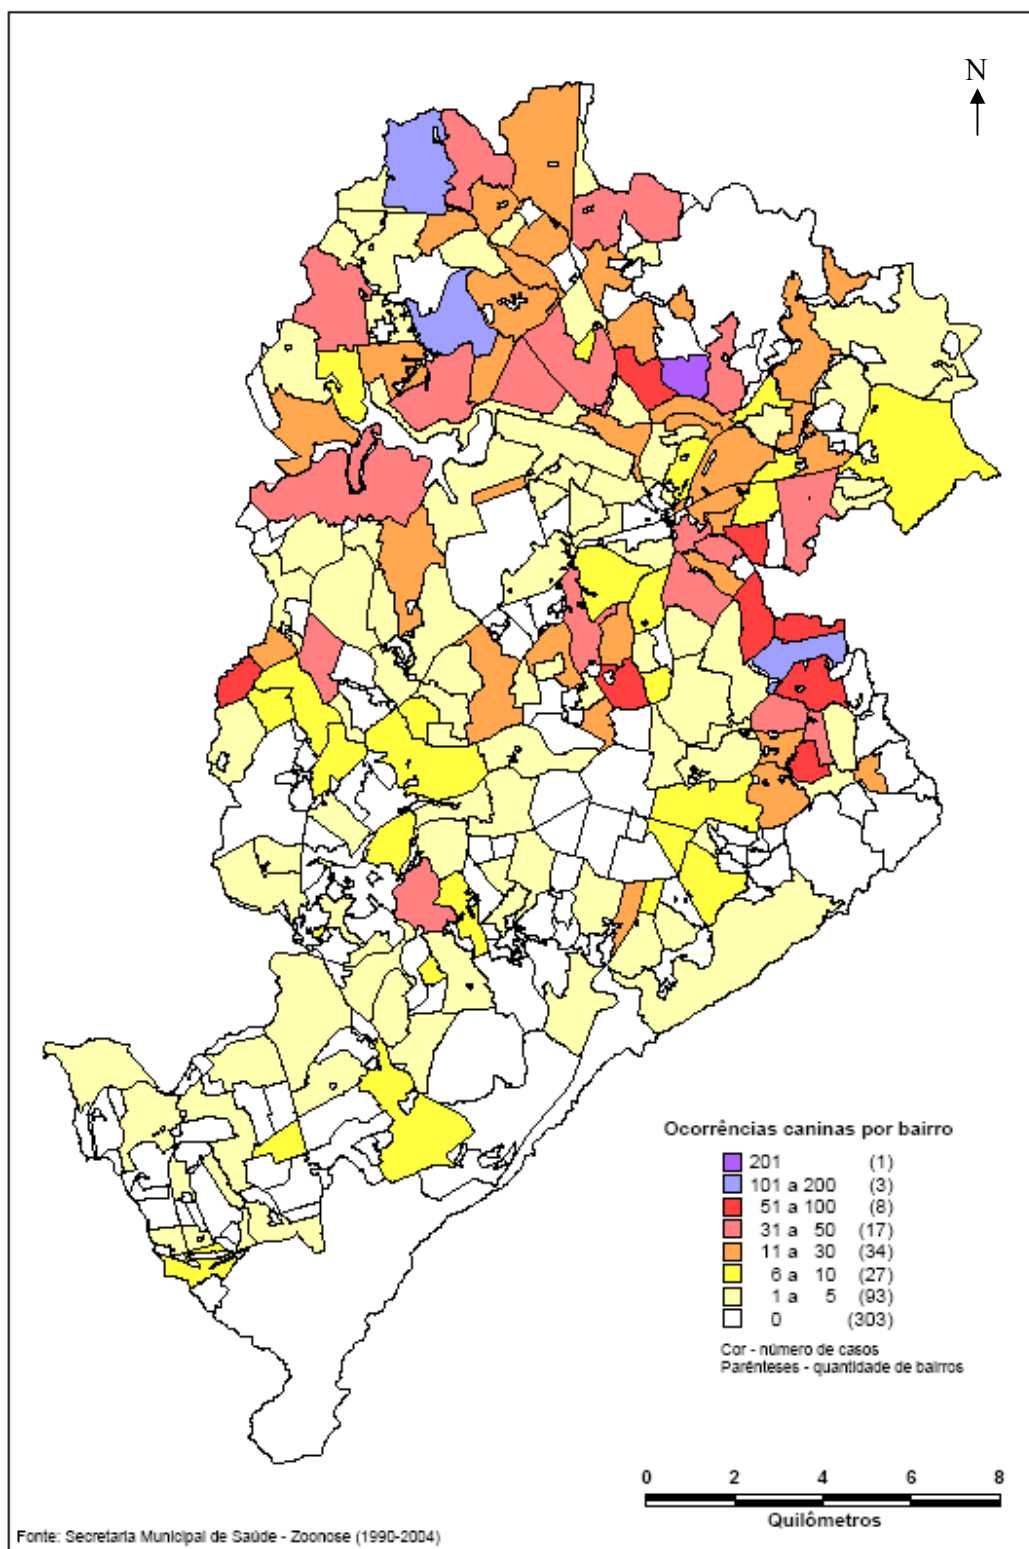 N
Ocorrências caninas por bairro
201 (1)
101 a 200 (3)
51 a 100 (8)
31 a 50 (17)
11 a 30 (34)
6 a 10 (27)
1 a 5 (93)
0 (303)
Cor - número de casos
Parênteses - quantidade de bairros
0 2 4 6 8
Quilômetros
Fonte: Secretaria Municipal de Saúde - Zoonose (1990-2004)